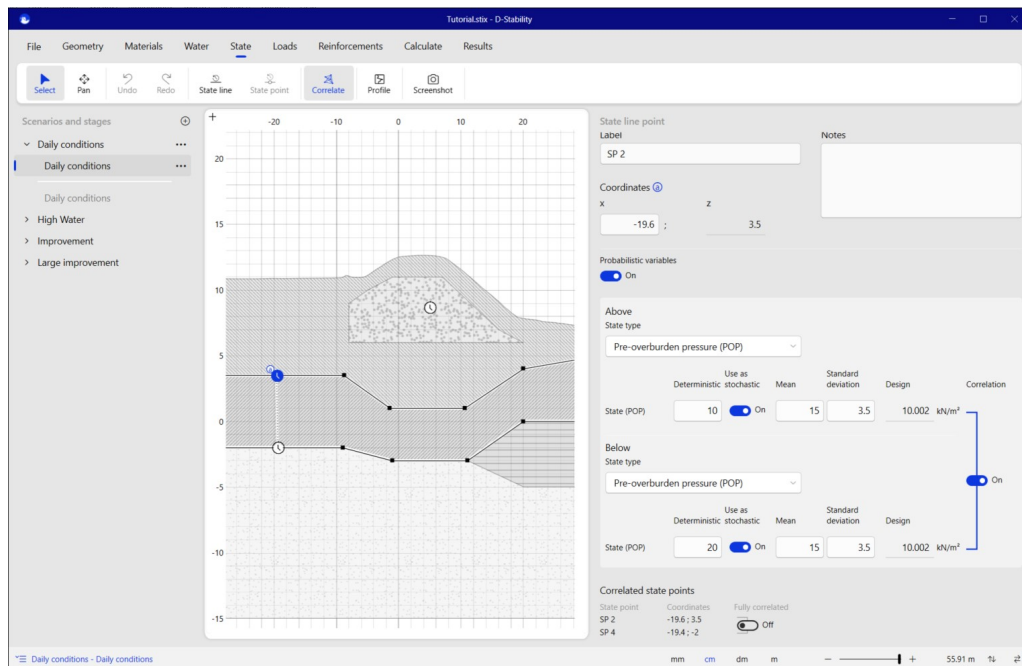 Tutorial.stix - D-Stability
File Geometry Materials Water State Loads Reinforcements Calculate Results
Select Pan Undo Redo State line State point Correlate Profile Screenshot
Scenarios and stages
Daily conditions
Daily conditions
Daily conditions
High Water
Improvement
Large improvement
-20 -10 0 10 20
20
15
10
5
0
-5
-10
-15
a
State line point
Label Notes
SP 2
Coordinates a
x z
-19.6 ; 3.5
Probabilistic variables
On
Above
State type
Pre-overburden pressure (POP)
Deterministic Use as stochastic Mean Standard deviation Design Correlation
State (POP) 10 On 15 3.5 10.002 kN/m²
Below
State type
On
Pre-overburden pressure (POP)
Deterministic Use as stochastic Mean Standard deviation Design
State (POP) 20 On 15 3.5 10.002 kN/m²
Correlated state points
State point Coordinates Fully correlated
SP 2 -19.6 ; 3.5 Off
SP 4 -19.4 ; -2
Daily conditions - Daily conditions mm cm dm m 55.91 m